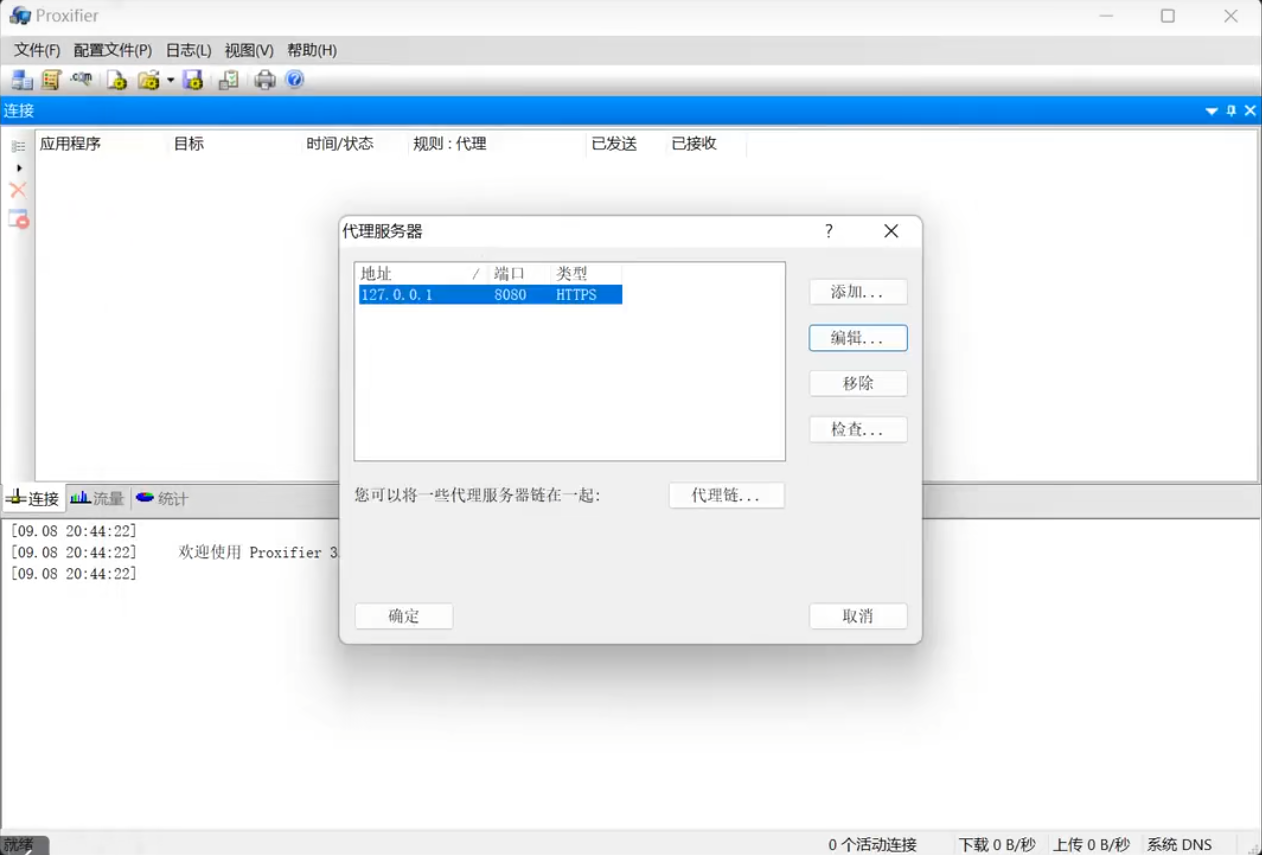 Proxifier
文件(F) 配置文件(P) 日志(L) 视图(V) 帮助(H)
.com
连接
应用程序 目标 时间/状态 规则 : 代理 已发送 已接收
代理服务器 ?
地址 / 端口 类型
127.0.0.1 8080 HTTPS
添加...
编辑...
移除
检查...
您可以将一些代理服务器链在一起: 代理链...
确定 取消
连接 流量 统计
[09.08 20:44:22]
[09.08 20:44:22] 欢迎使用 Proxifier 3
[09.08 20:44:22]
就绪 0 个活动连接 下载 0 B/秒 上传 0 B/秒 系统 DNS